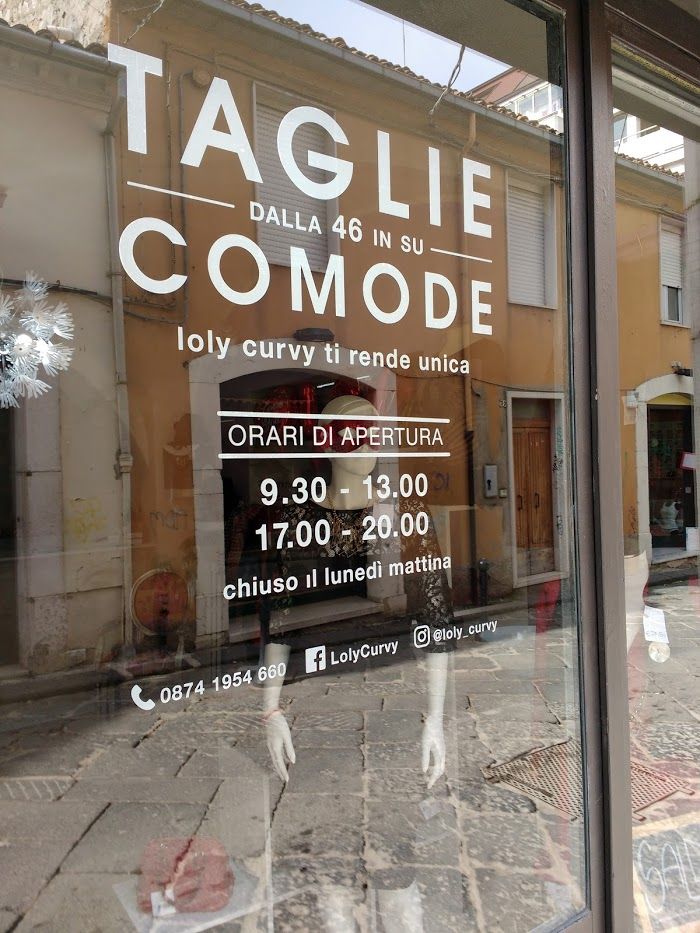 TAGLIE
DALLA 46 IN SU
COMODE
loly curvy ti rende unica
ORARI DI APERTURA
9.30 - 13.00
17.00 - 20.00
chiuso il lunedì mattina
0874 1954 660 LolyCurvy @loly_curvy